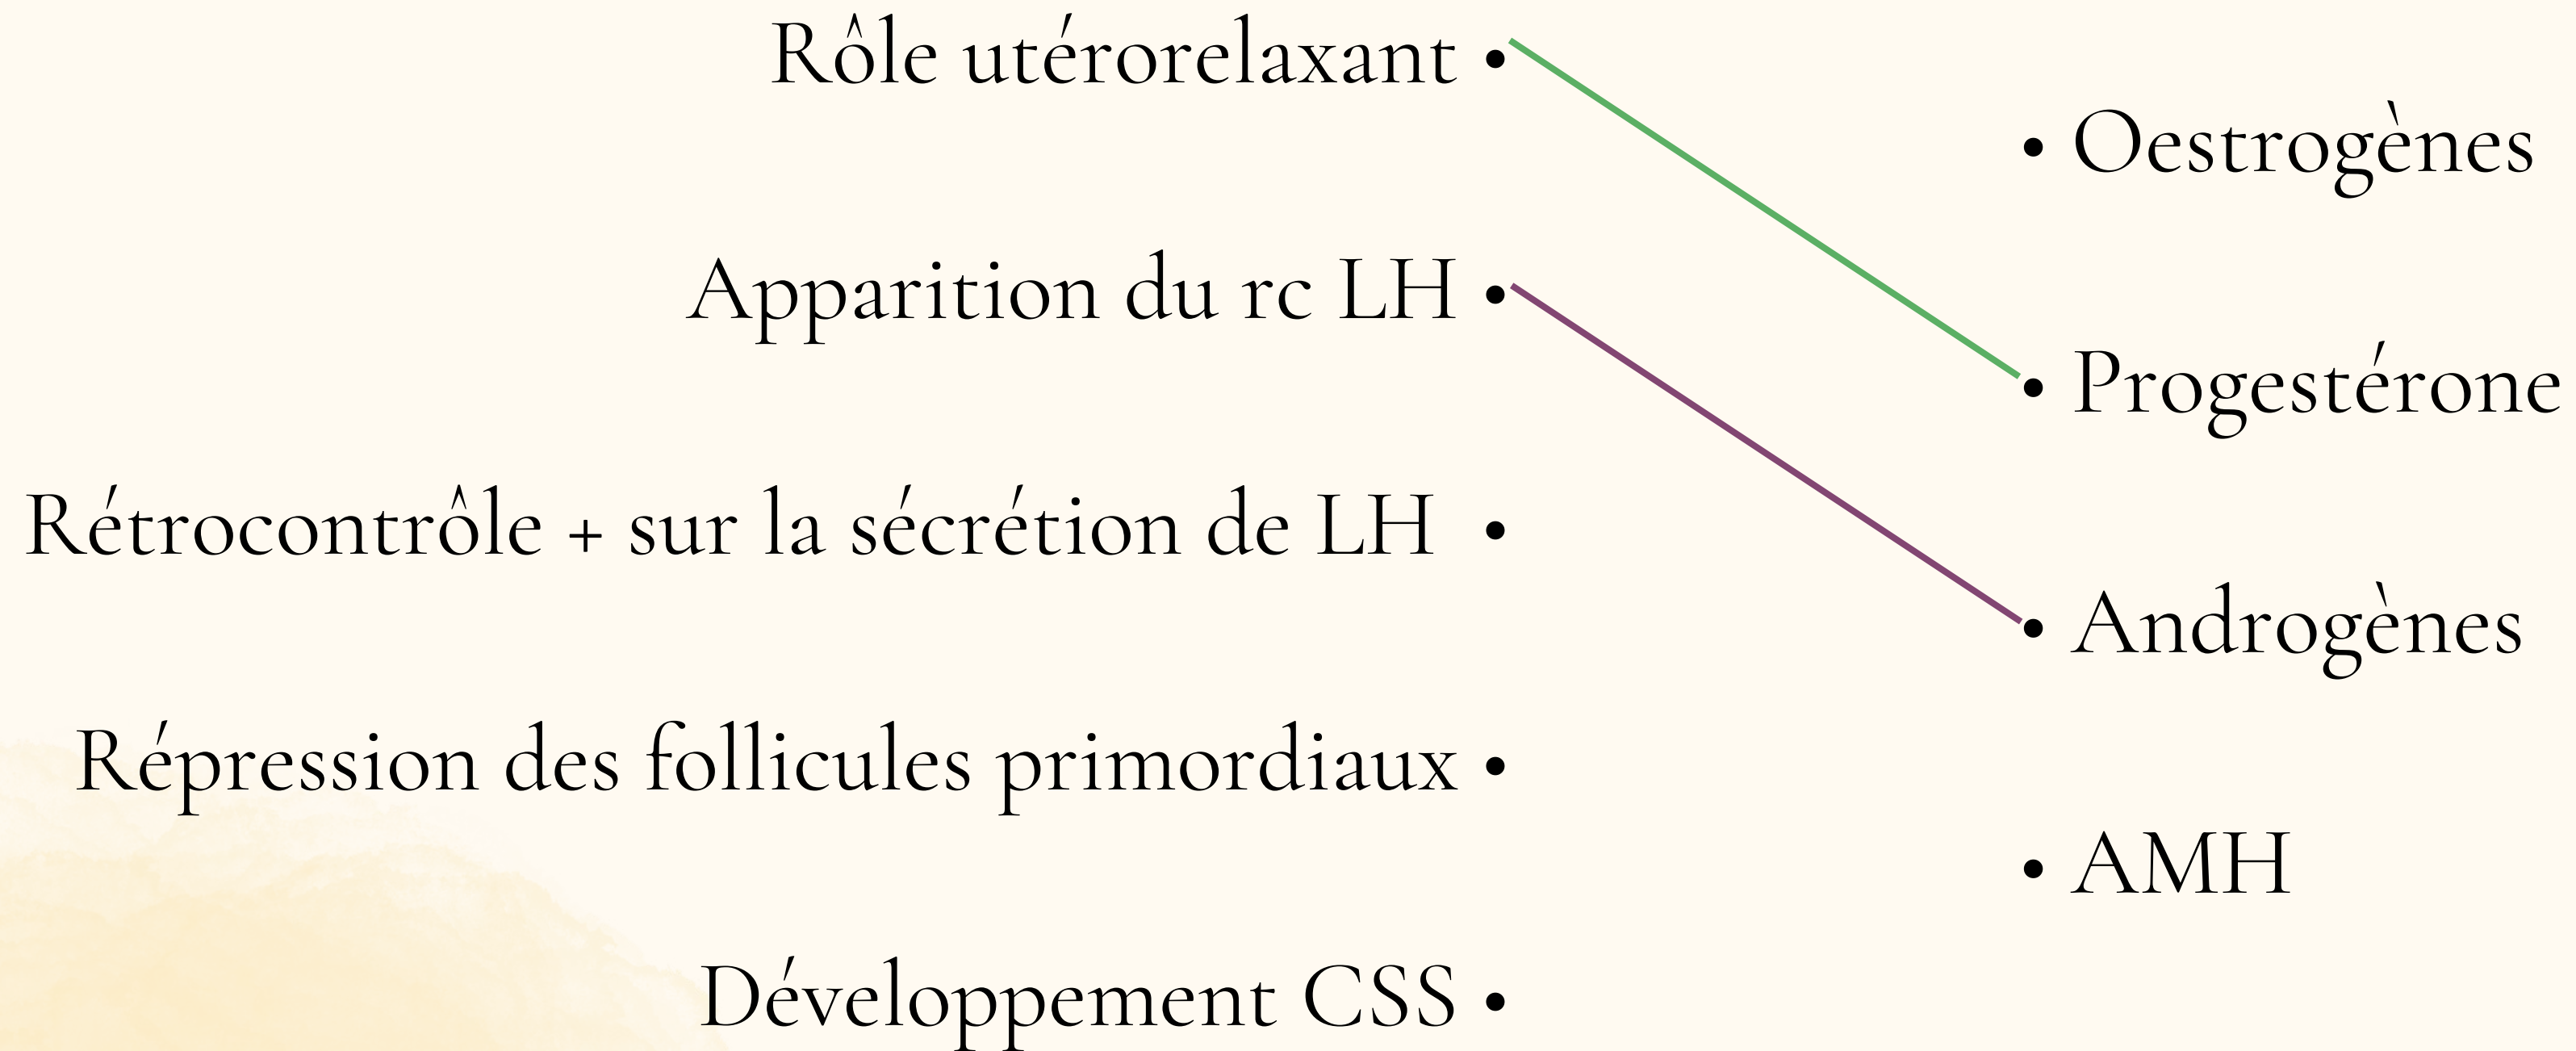 Rôle utérorelaxant •
Apparition du rc LH •
Rétrocontrôle + sur la sécrétion de LH •
Répression des follicules primordiaux •
Développement CSS •
• Oestrogènes
• Progestérone
• Androgènes
• AMH